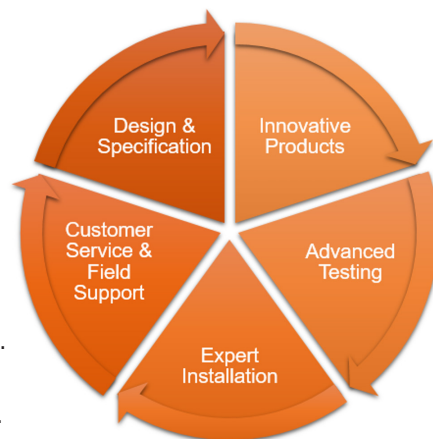 Design &
Specification
Innovative
Products
Advanced
Testing
Expert
Installation
Customer
Service &
Field
Support
.
.